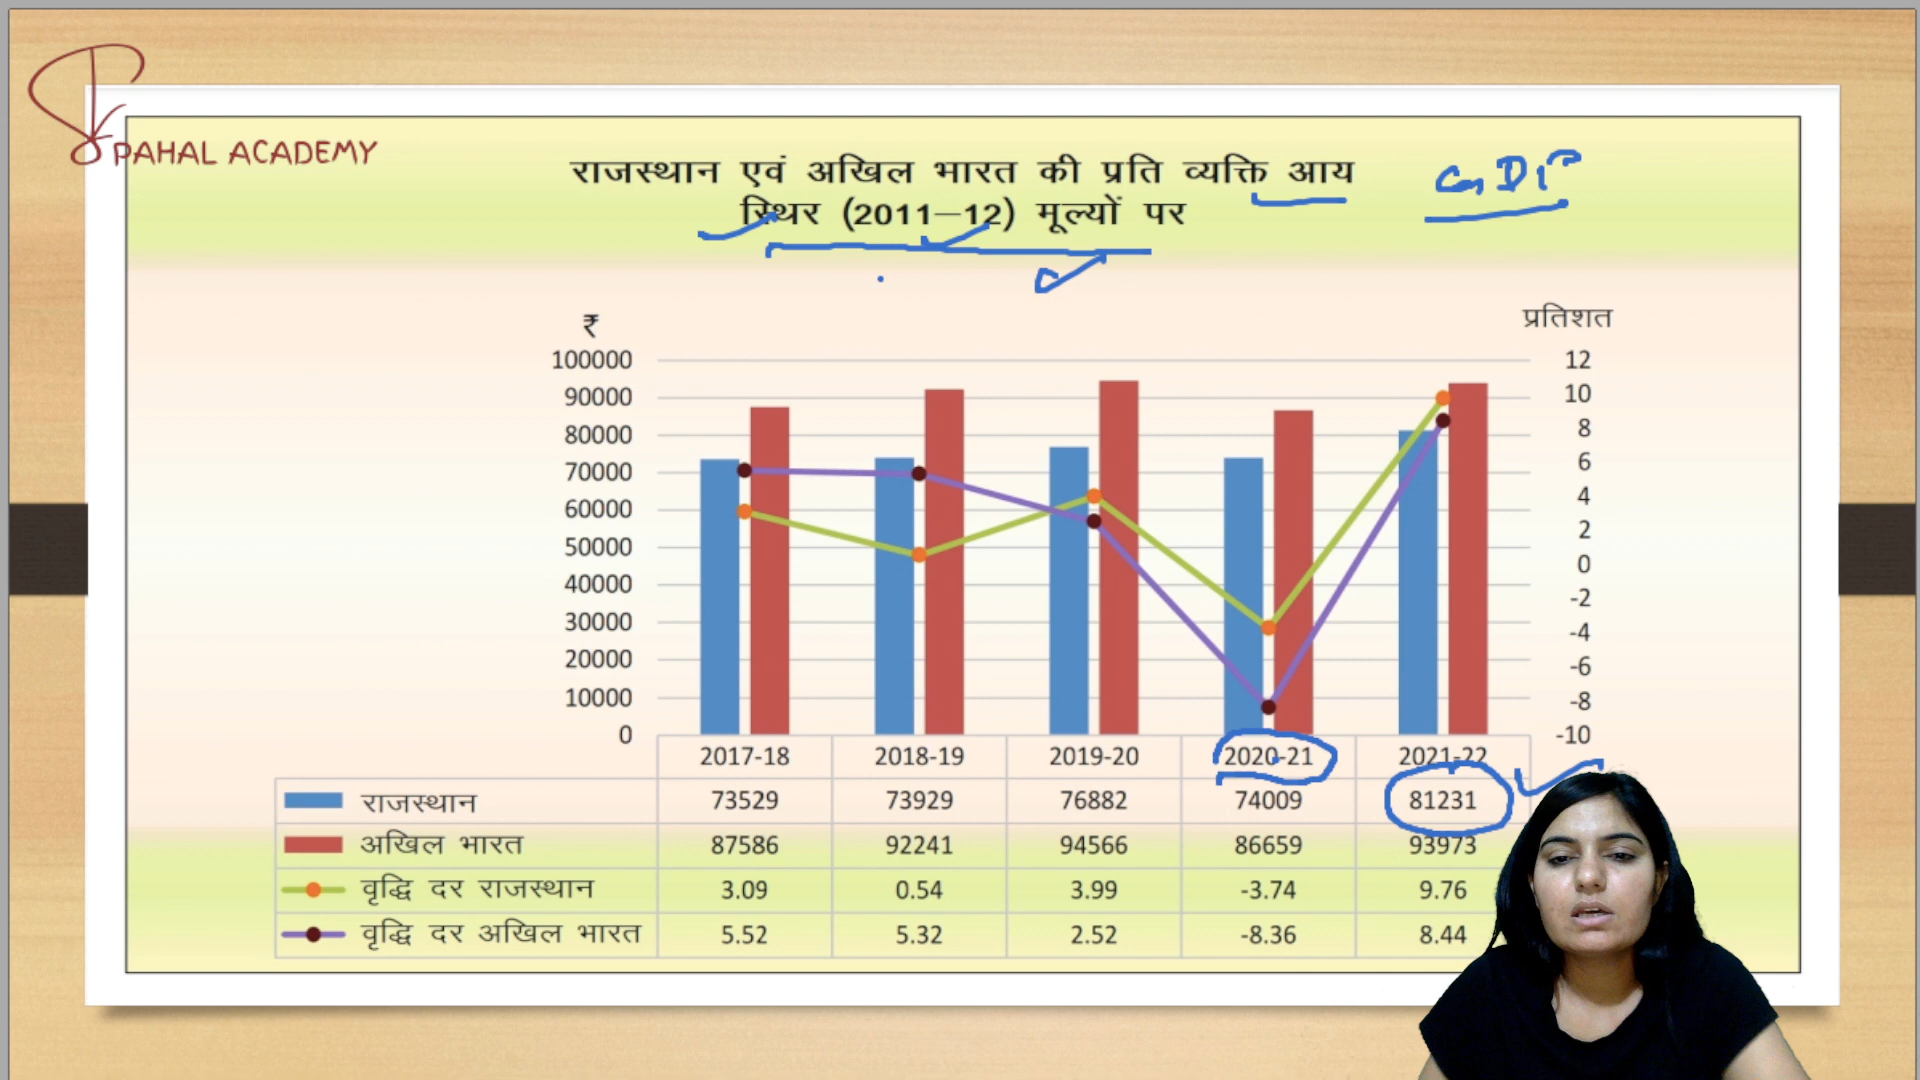 PAHAL ACADEMY
राजस्थान एवं अखिल भारत की प्रति व्यक्ति आय
स्थिर (2011–12) मूल्यों पर
GDP
₹
प्रतिशत
100000 12
90000 10
80000 8
70000 6
60000 4
50000 2
40000 0
30000 -2
20000 -4
10000 -6
0 -8
-10
2017-18 2018-19 2019-20 2020-21 2021-22
राजस्थान 73529 73929 76882 74009 81231
अखिल भारत 87586 92241 94566 86659 93973
वृद्धि दर राजस्थान 3.09 0.54 3.99 -3.74 9.76
वृद्धि दर अखिल भारत 5.52 5.32 2.52 -8.36 8.44